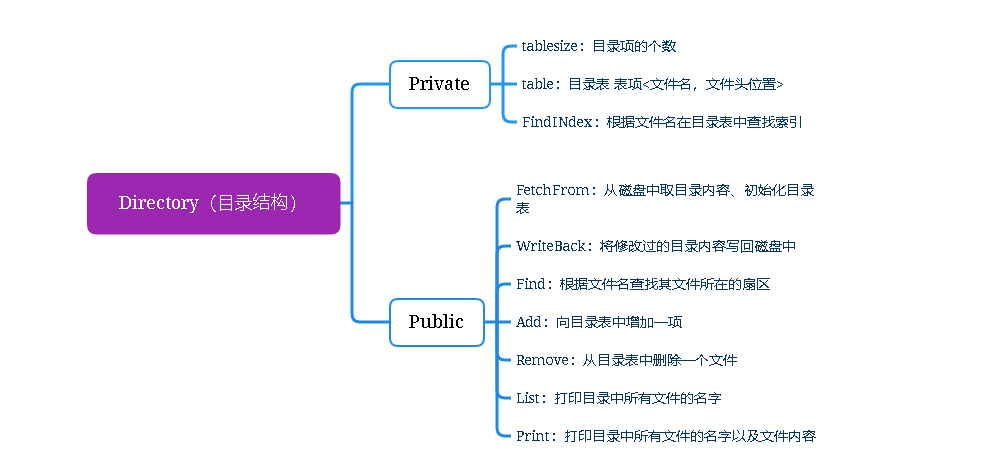 Directory（目录结构）
Private
tablesize：目录项的个数
table：目录表 表项<文件名，文件头位置>
FindINdex：根据文件名在目录表中查找索引
Public
FetchFrom：从磁盘中取目录内容、初始化目录
表
WriteBack：将修改过的目录内容写回磁盘中
Find：根据文件名查找其文件所在的扇区
Add：向目录表中增加一项
Remove：从目录表中删除一个文件
List：打印目录中所有文件的名字
Print：打印目录中所有文件的名字以及文件内容